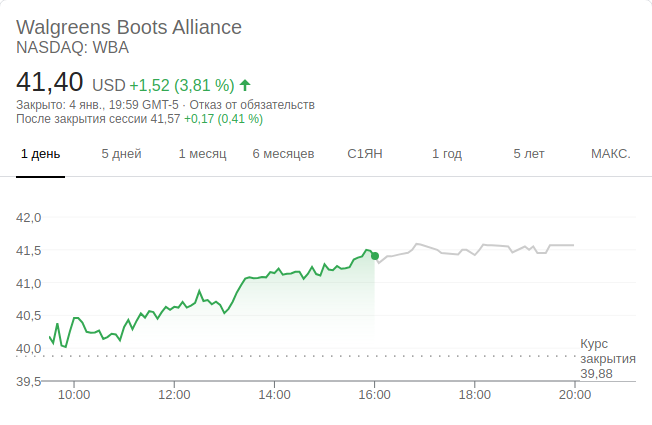 Walgreens Boots Alliance
NASDAQ: WBA
41,40 USD +1,52 (3,81 %)
Закрыто: 4 янв., 19:59 GMT-5 · Отказ от обязательств
После закрытия сессии 41,57 +0,17 (0,41 %)
1 день 5 дней 1 месяц 6 месяцев С1ЯН 1 год 5 лет МАКС.
42,0
41,5
41,0
40,5
40,0
39,5
Курс
закрытия
39,88
10:00 12:00 14:00 16:00 18:00 20:00